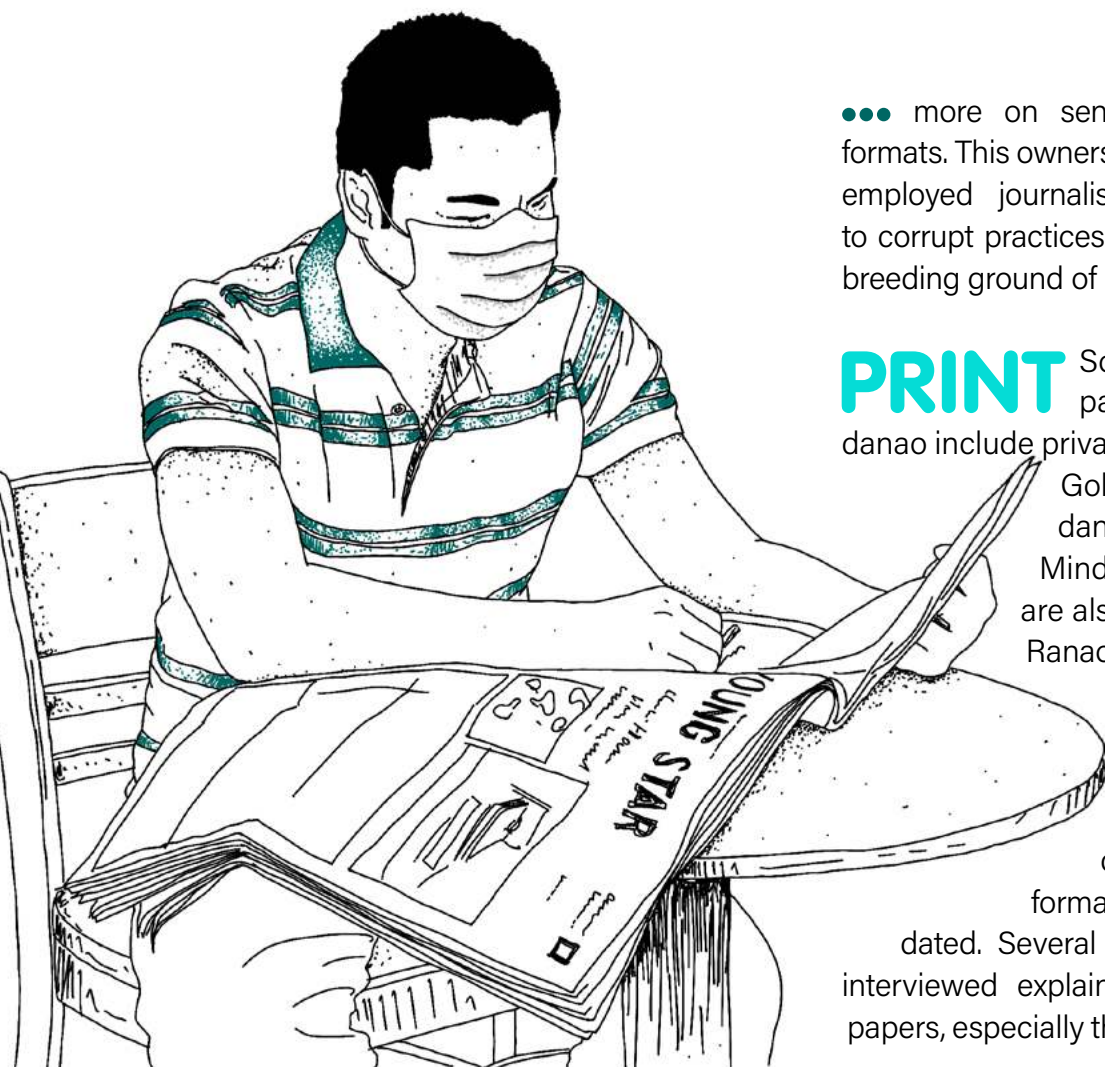 more on sen
formats. This owners
employed journalis
to corrupt practices
breeding ground of
PRINT So
pa
danao include priva
Gol
dan
Mind
are als
Ranao
forma
dated. Several
interviewed explain
papers, especially th
YOUNG STAR